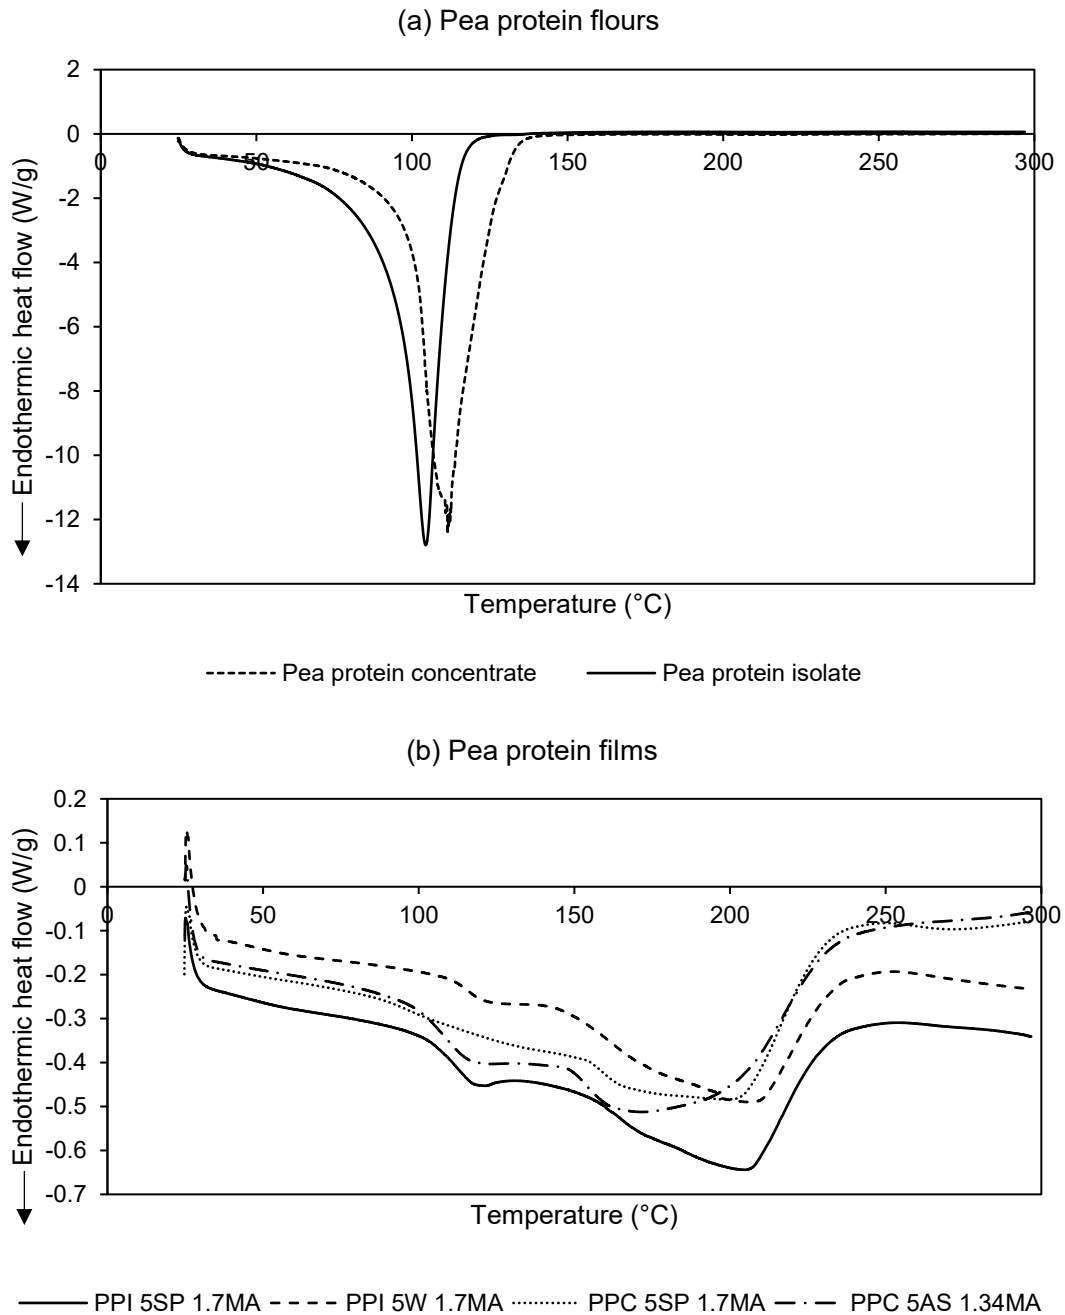 (a) Pea protein flours
2
0
-2
-4
-6
-8
-10
-12
-14
0 50 100 150 200 250 300
Endothermic heat flow (W/g)
Temperature (°C)
Pea protein concentrate Pea protein isolate
(b) Pea protein films
0.2
0.1
0
-0.1
-0.2
-0.3
-0.4
-0.5
-0.6
-0.7
0 50 100 150 200 250 300
Endothermic heat flow (W/g)
Temperature (°C)
PPI 5SP 1.7MA PPI 5W 1.7MA PPC 5SP 1.7MA PPC 5AS 1.34MA